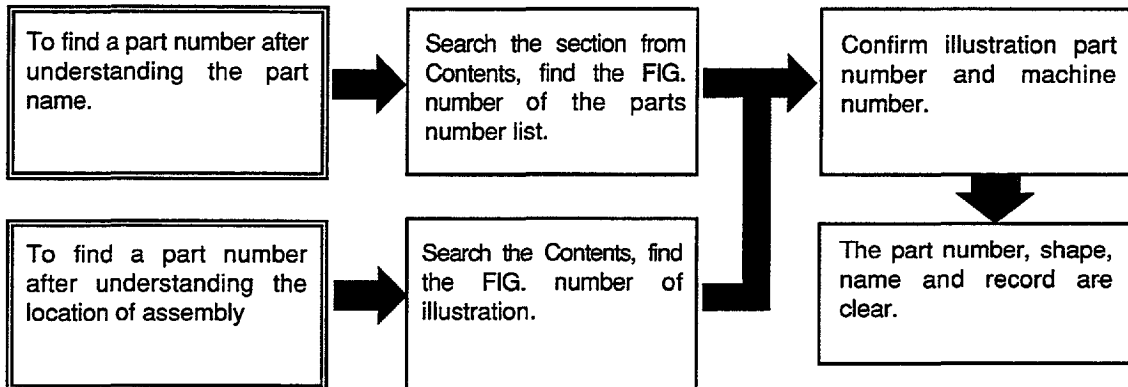 To find a part number after
understanding the part
name.
Search the section from
Contents, find the FIG.
number of the parts
number list.
Confirm illustration part
number and machine
number.
To find a part number
after understanding the
location of assembly
Search the Contents, find
the FIG. number of
illustration.
The part number, shape,
name and record are
clear.